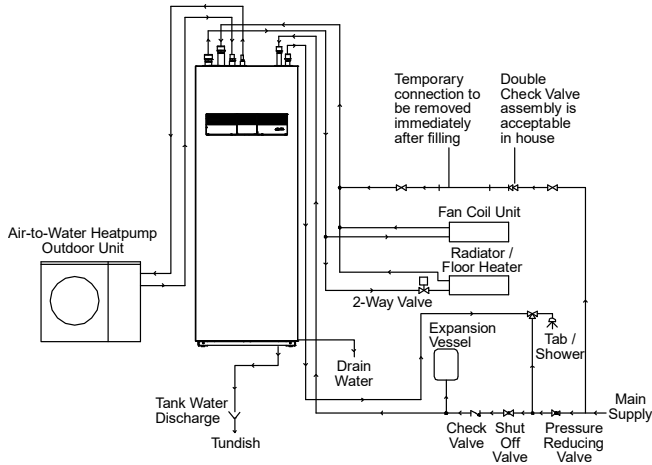 Temporary
connection to
be removed
immediately
after filling
Double
Check Valve
assembly is
acceptable
in house
Fan Coil Unit
Air-to-Water Heatpump
Outdoor Unit
Radiator /
Floor Heater
2-Way Valve
Expansion
Vessel
Tab /
Shower
Drain
Water
Tank Water
Discharge
Tundish
Main
Supply
Check
Valve
Shut
Off
Valve
Pressure
Reducing
Valve